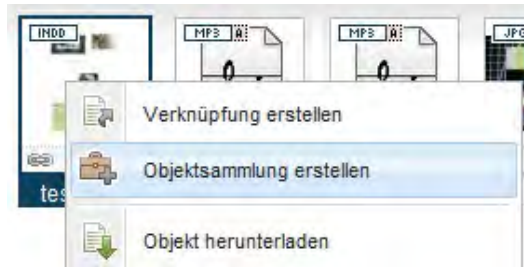 INDD MP3 A MP3 A JPG
Verknüpfung erstellen
Objektsammlung erstellen
tes
Objekt herunterladen